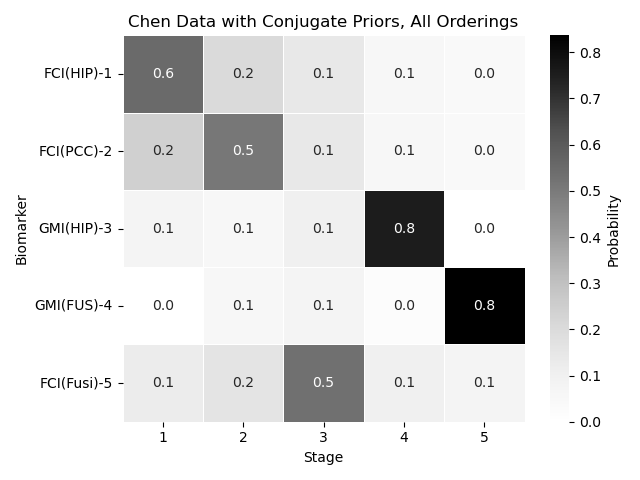 Chen Data with Conjugate Priors, All Orderings
FCI(HIP)-1 0.6 0.2 0.1 0.1 0.0
FCI(PCC)-2 0.2 0.5 0.1 0.1 0.0
GMI(HIP)-3 0.1 0.1 0.1 0.8 0.0
GMI(FUS)-4 0.0 0.1 0.1 0.0 0.8
FCI(Fusi)-5 0.1 0.2 0.5 0.1 0.1
1 2 3 4 5
Stage
Biomarker
0.8
0.7
0.6
0.5
0.4
0.3
0.2
0.1
0.0
Probability